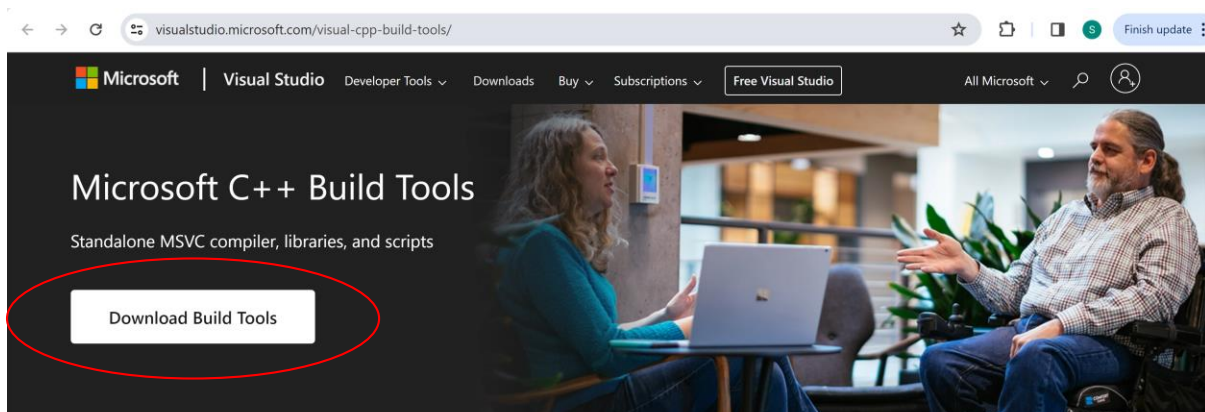 visualstudio.microsoft.com/visual-cpp-build-tools/
S
Finish update
Microsoft | Visual Studio Developer Tools Downloads Buy Subscriptions Free Visual Studio All Microsoft
Microsoft C++ Build Tools
Standalone MSVC compiler, libraries, and scripts
Download Build Tools